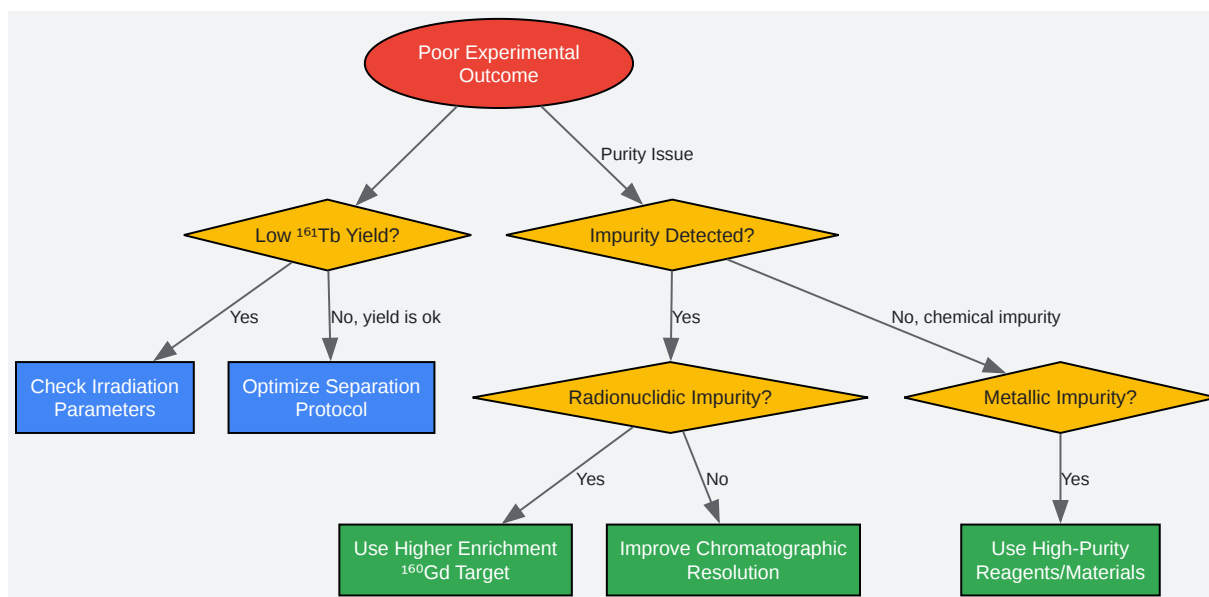 Poor Experimental
Outcome
Purity Issue
Low ¹⁶¹Tb Yield?
Impurity Detected?
Yes
No, yield is ok
Yes
No, chemical impurity
Check Irradiation
Parameters
Optimize Separation
Protocol
Radionuclidic Impurity?
Metallic Impurity?
Yes
No
Yes
Use Higher Enrichment
¹⁶⁰Gd Target
Improve Chromatographic
Resolution
Use High-Purity
Reagents/Materials